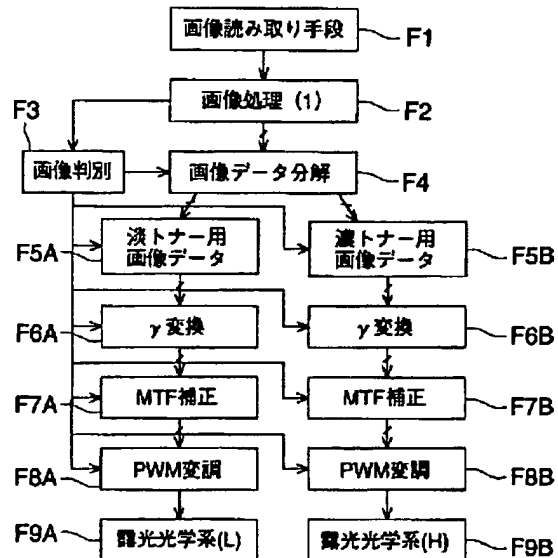 画像読み取り手段
F1
F3
画像処理 (1)
F2
画像判別
画像データ分解
F4
F5A
淡トナー用
画像データ
濃トナー用
画像データ
F5B
F6A
γ変換
γ変換
F6B
F7A
MTF補正
MTF補正
F7B
F8A
PWM変調
PWM変調
F8B
F9A
露光光学系(L)
露光光学系(H)
F9B